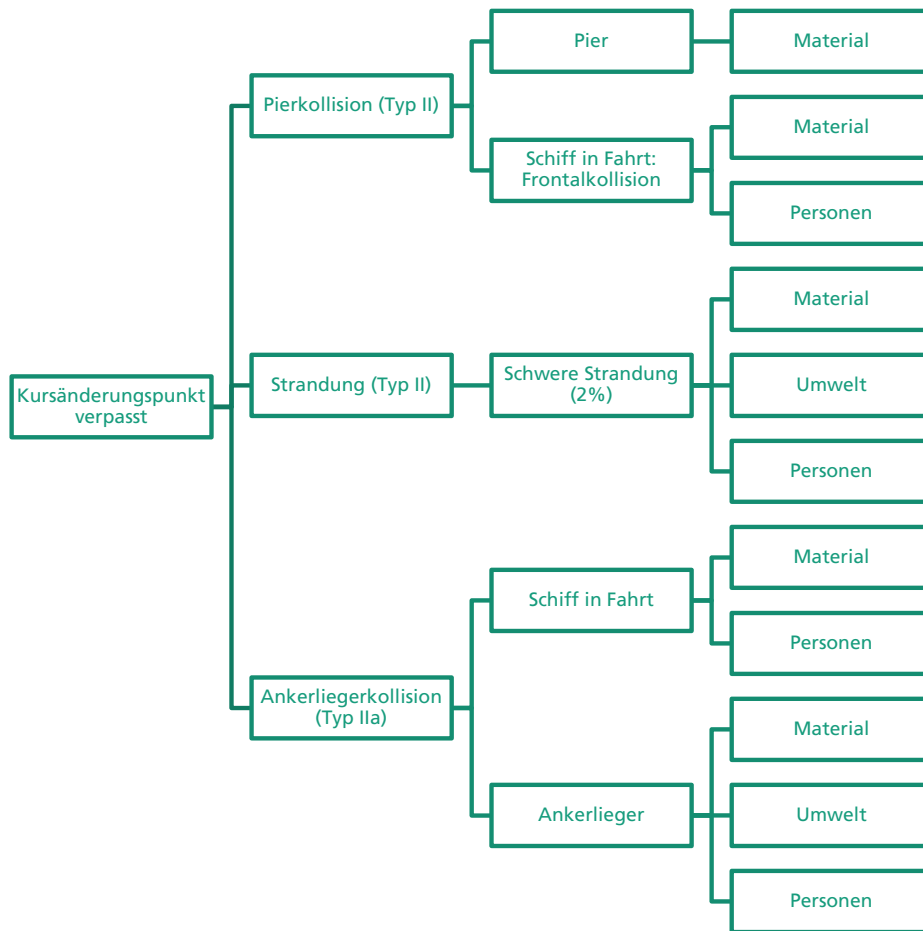 Kursänderungspunkt
verpasst
Pierkollision (Typ II)
Pier
Material
Schiff in Fahrt:
Frontalkollision
Material
Personen
Strandung (Typ II)
Schwere Strandung
(2%)
Material
Umwelt
Personen
Ankerliegerkollision
(Typ IIa)
Schiff in Fahrt
Material
Personen
Ankerlieger
Material
Umwelt
Personen